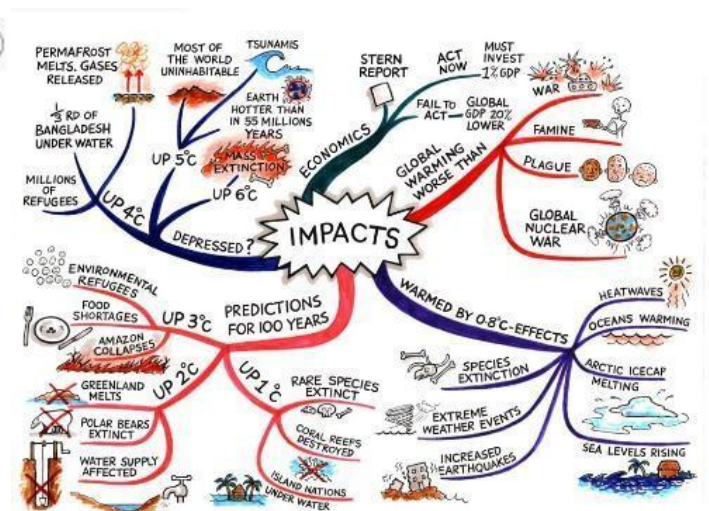 IMPACTS
ECONOMICS
STERN
REPORT
ACT
NOW
MUST
INVEST
1% GDP
FAIL TO
ACT
GLOBAL
GDP 20%
LOWER
GLOBAL
WARMING
WORSE THAN
WAR
FAMINE
PLAGUE
GLOBAL
NUCLEAR
WAR
WARMED BY 0.8°C-EFFECTS
HEATWAVES
OCEANS WARMING
ARCTIC ICECAP
MELTING
SEA LEVELS RISING
SPECIES
EXTINCTION
EXTREME
WEATHER EVENTS
INCREASED
EARTHQUAKES
PREDICTIONS
FOR 100 YEARS
UP 1°C
RARE SPECIES
EXTINCT
CORAL REEFS
DESTROYED
ISLAND NATIONS
UNDER WATER
UP 2°C
GREENLAND
MELTS
POLAR BEARS
EXTINCT
WATER SUPPLY
AFFECTED
UP 3°C
ENVIRONMENTAL
REFUGEES
FOOD
SHORTAGES
AMAZON
COLLAPSES
DEPRESSED?
UP 4°C
MILLIONS
OF REFUGEES
⅓ RD OF
BANGLADESH
UNDER WATER
PERMAFROST
MELTS, GASES
RELEASED
UP 5°C
MOST OF
THE WORLD
UNINHABITABLE
TSUNAMIS
EARTH
HOTTER THAN
IN 55 MILLIONS
YEARS
UP 6°C
MASS
EXTINCTION